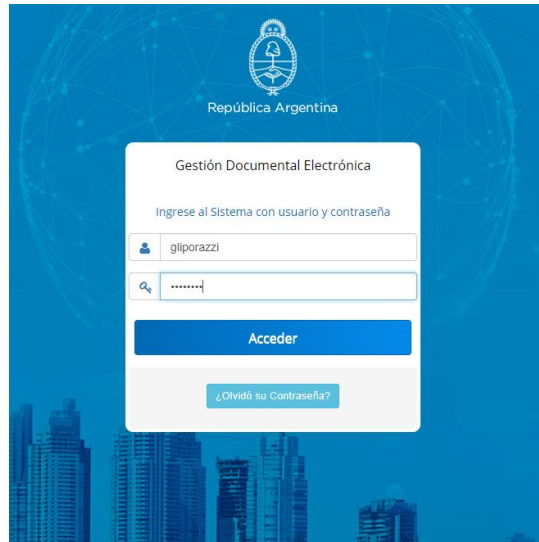 República Argentina
Gestión Documental Electrónica
Ingrese al Sistema con usuario y contraseña
gliporazzi
••••••••
Acceder
¿Olvidó su Contraseña?